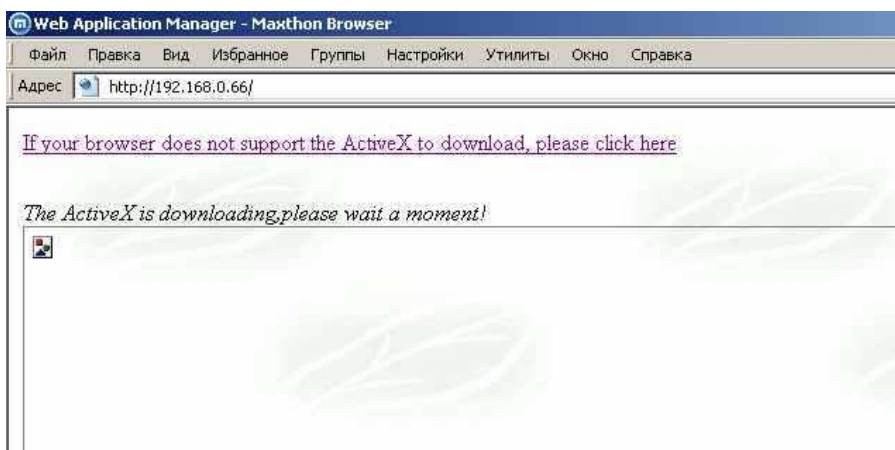 Web Application Manager - Maxthon Browser
Файл Правка Вид Избранное Группы Настройки Утилиты Окно Справка
Адрес http://192.168.0.66/
If your browser does not support the ActiveX to download, please click here
The ActiveX is downloading,please wait a moment!